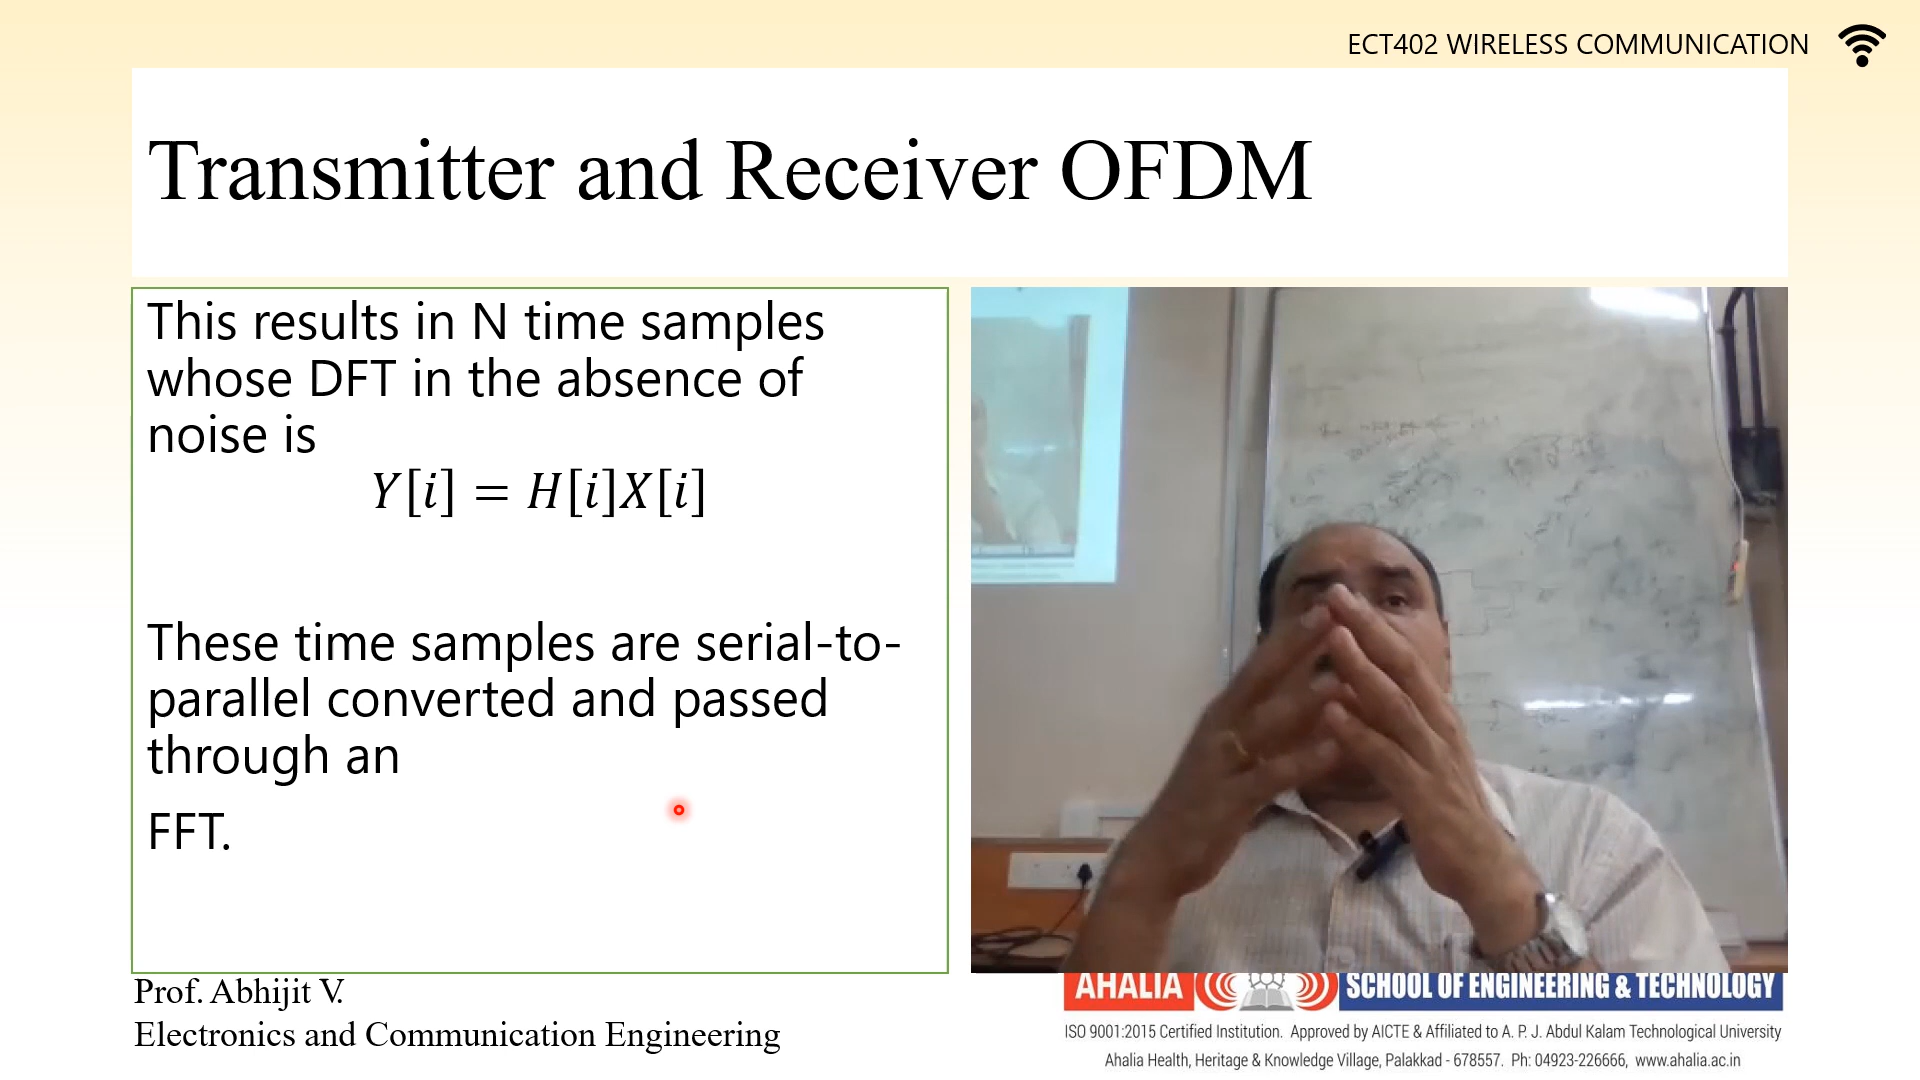 ECT402 WIRELESS COMMUNICATION
Transmitter and Receiver OFDM
This results in N time samples
whose DFT in the absence of
noise is
Y[i] = H[i]X[i]
These time samples are serial-to-
parallel converted and passed
through an
FFT.
Prof. Abhijit V.
Electronics and Communication Engineering
AHALIA SCHOOL OF ENGINEERING & TECHNOLOGY
ISO 9001:2015 Certified Institution. Approved by AICTE & Affiliated to A. P. J. Abdul Kalam Technological University
Ahalia Health, Heritage & Knowledge Village, Palakkad - 678557. Ph: 04923-226666, www.ahalia.ac.in